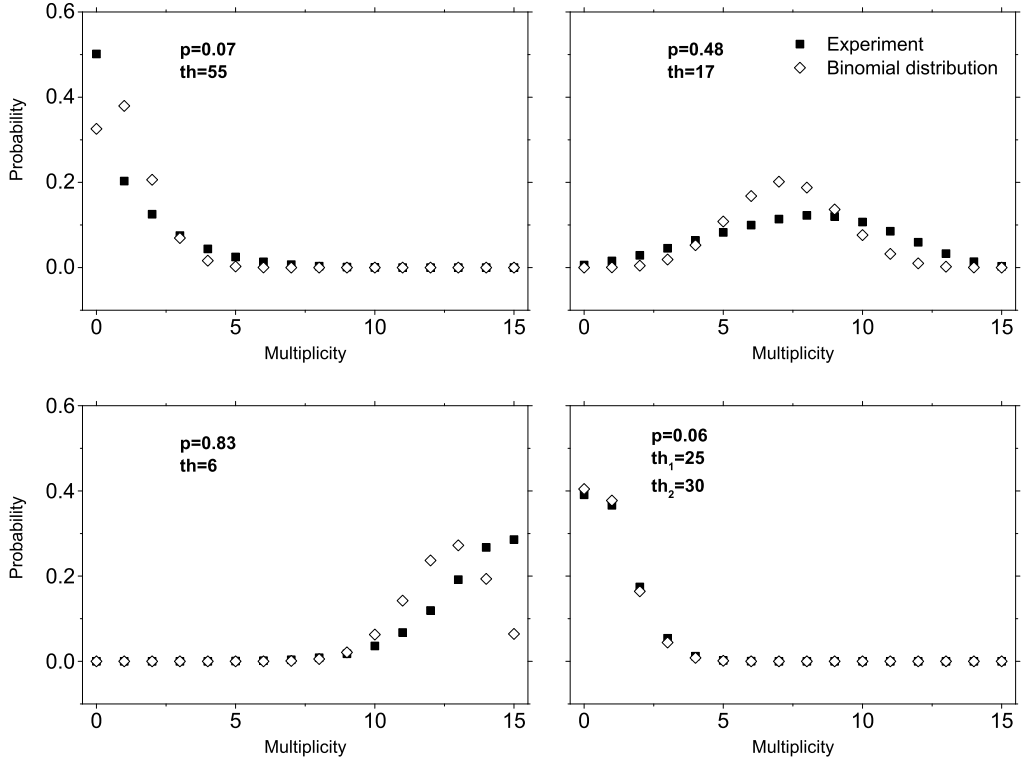 0.6
0.4
0.2
0.0
Probability
p=0.07
th=55
0 5 10 15
Multiplicity
p=0.48
th=17
Experiment
Binomial distribution
0 5 10 15
Multiplicity
0.6
0.4
0.2
0.0
Probability
p=0.83
th=6
0 5 10 15
Multiplicity
p=0.06
th1=25
th2=30
0 5 10 15
Multiplicity